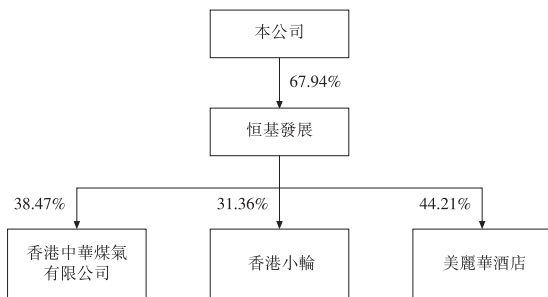 本公司
67.94%
恒基發展
38.47%
31.36%
44.21%
香港中華煤氣
有限公司
香港小輪
美麗華酒店